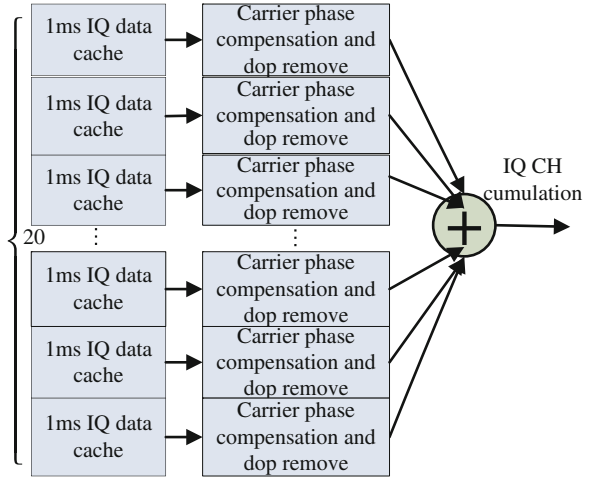 1ms IQ data
cache
Carrier phase
compensation and
dop remove
1ms IQ data
cache
Carrier phase
compensation and
dop remove
1ms IQ data
cache
Carrier phase
compensation and
dop remove
IQ CH
cumulation
+
20
⋮
⋮
1ms IQ data
cache
Carrier phase
compensation and
dop remove
1ms IQ data
cache
Carrier phase
compensation and
dop remove
1ms IQ data
cache
Carrier phase
compensation and
dop remove